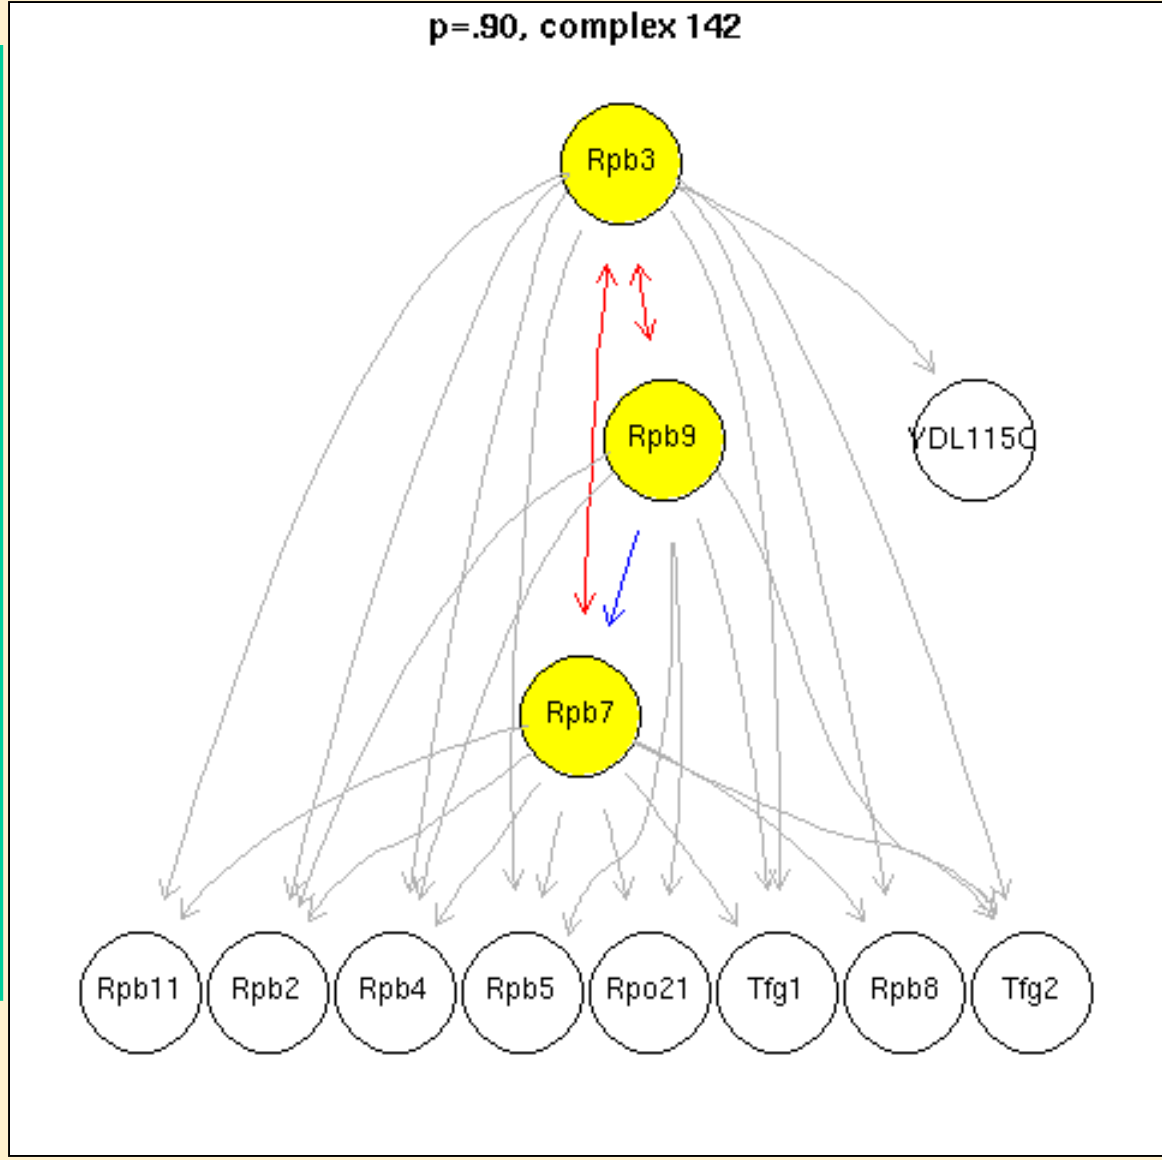 p=.90, complex 142
Rpb3
Rpb9
YDL115C
Rpb7
Rpb11 Rpb2 Rpb4 Rpb5 Rpo21 Tfg1 Rpb8 Tfg2